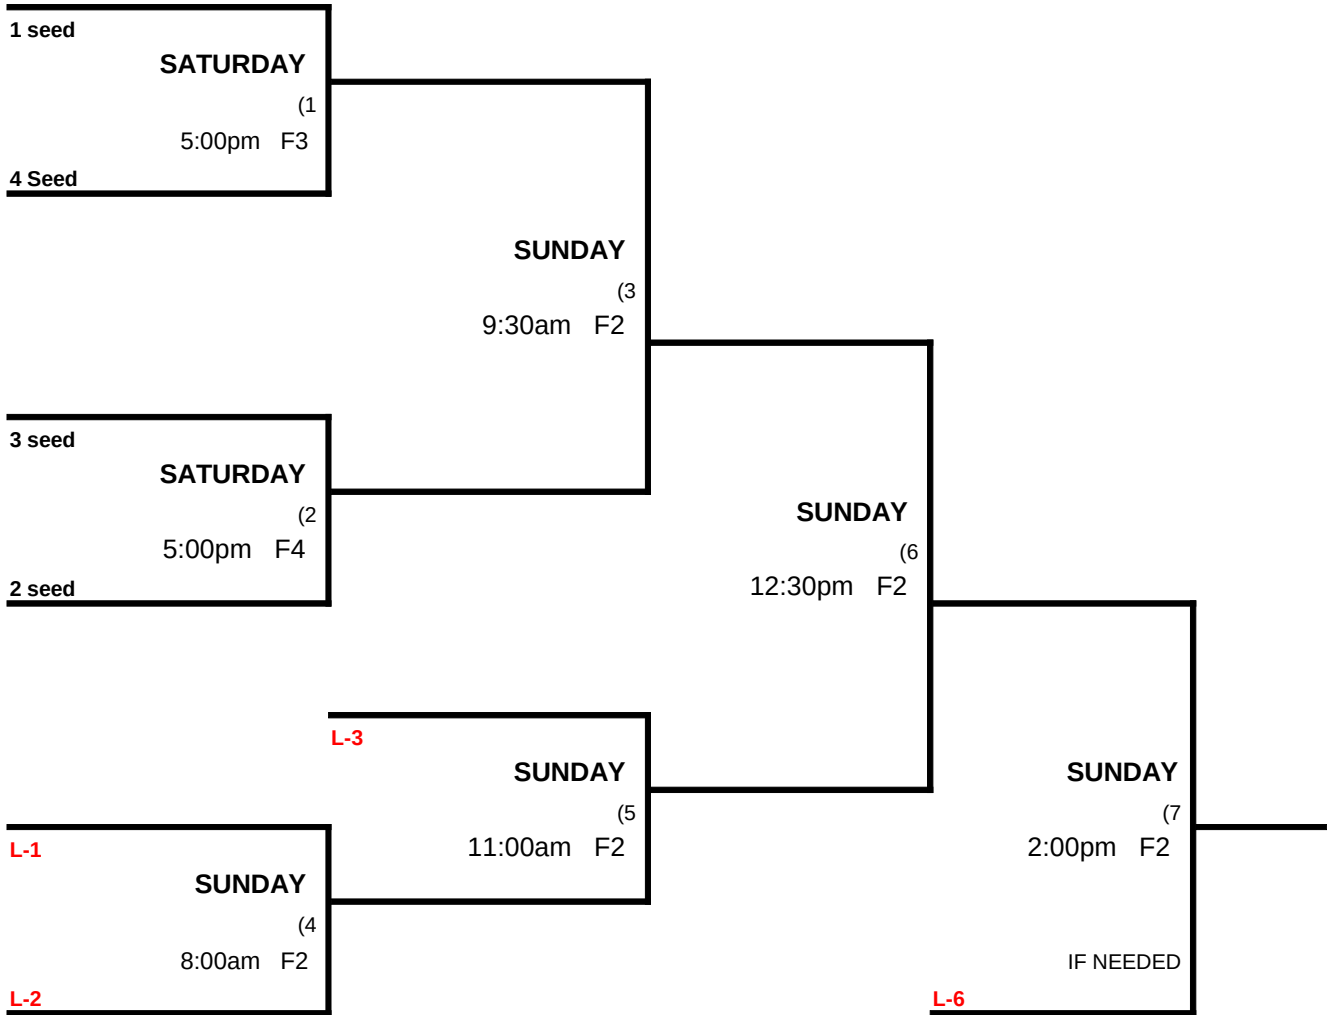 1 seed
SATURDAY
(1
5:00pm F3
4 Seed
SUNDAY
(3
9:30am F2
3 seed
SATURDAY
(2
5:00pm F4
2 seed
SUNDAY
(6
12:30pm F2
L-3
SUNDAY
(5
11:00am F2
L-1
SUNDAY
(4
8:00am F2
L-2
SUNDAY
(7
2:00pm F2
IF NEEDED
L-6